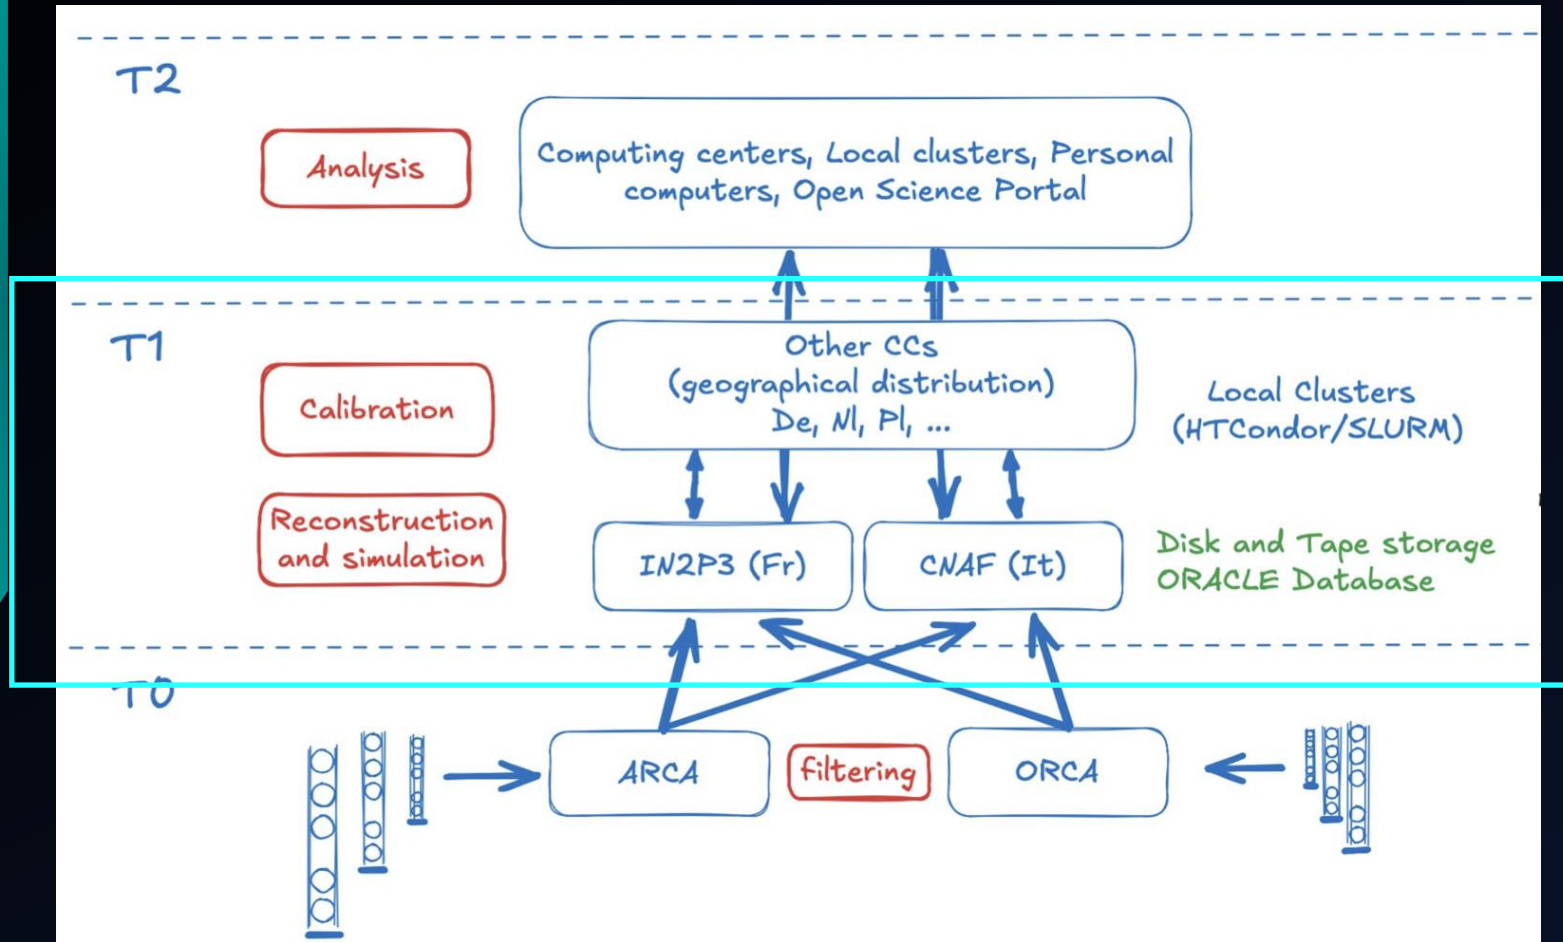 T2
Analysis
Computing centers, Local clusters, Personal
computers, Open Science Portal
T1
Other CCs
(geographical distribution)
De, Nl, Pl, ...
Calibration
Local Clusters
(HTCondor/SLURM)
Reconstruction
and simulation
IN2P3 (Fr)
CNAF (It)
Disk and Tape storage
ORACLE Database
T0
ARCA
filtering
ORCA